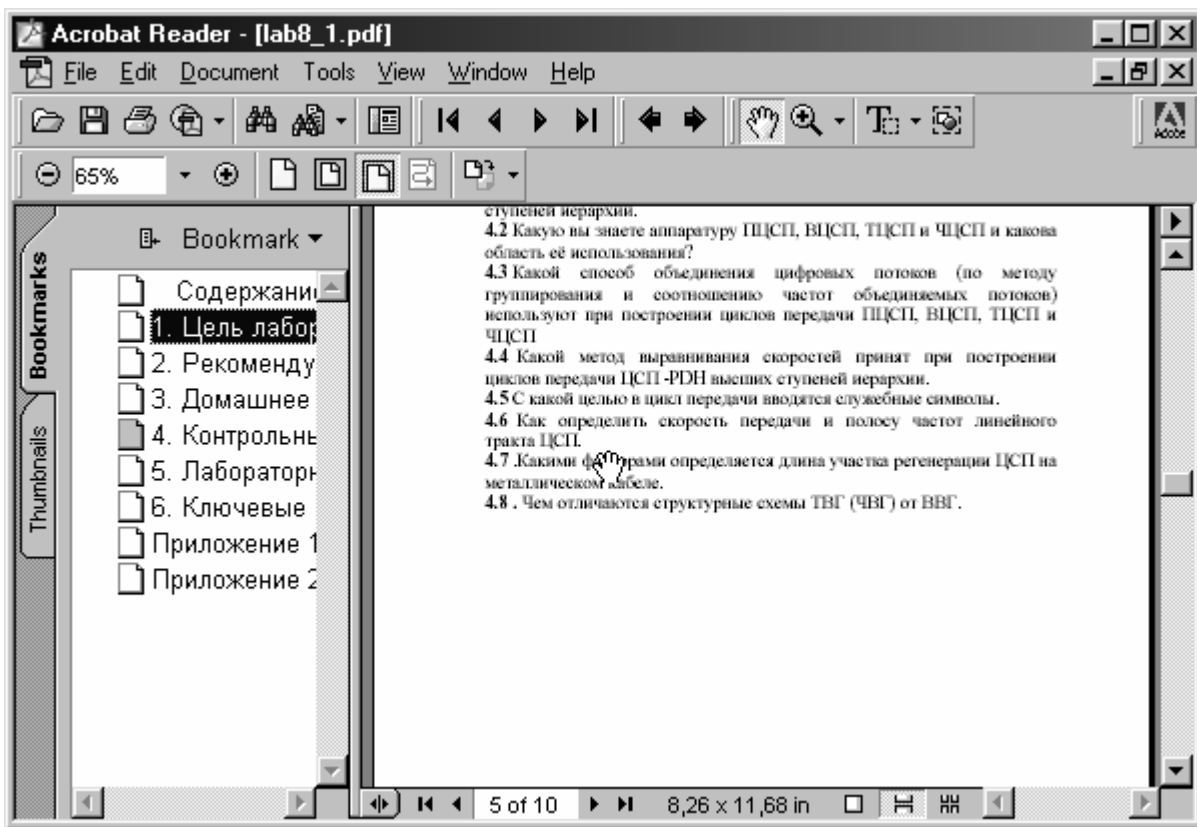 Acrobat Reader - [lab8_1.pdf]
File Edit Document Tools View Window Help
Adobe
65%
Bookmarks
Thumbnails
Bookmark
Содержани
1. Цель лабор
2. Рекоменду
3. Домашнее
4. Контрольнь
5. Лабораторн
6. Ключевые
Приложение 1
Приложение 2
ступеней иерархии.
4.2 Какую вы знаете аппаратуру ПЦСП, ВЦСП, ТЦСП и ЧЦСП и какова
область её использования?
4.3 Какой способ объединения цифровых потоков (по методу
группирования и соотношению частот объединяемых потоков)
используют при построении циклов передачи ПЦСП, ВЦСП, ТЦСП и
ЧЦСП
4.4 Какой метод выравнивания скоростей принят при построении
циклов передачи ЦСП -PDH высших ступеней иерархии.
4.5 С какой целью в цикл передачи вводятся служебные символы.
4.6 Как определить скорость передачи и полосу частот линейного
тракта ЦСП.
4.7 .Какими факторами определяется длина участка регенерации ЦСП на
металлическом кабеле.
4.8 . Чем отличаются структурные схемы ТВГ (ЧВГ) от ВВГ.
5 of 10
8,26 x 11,68 in